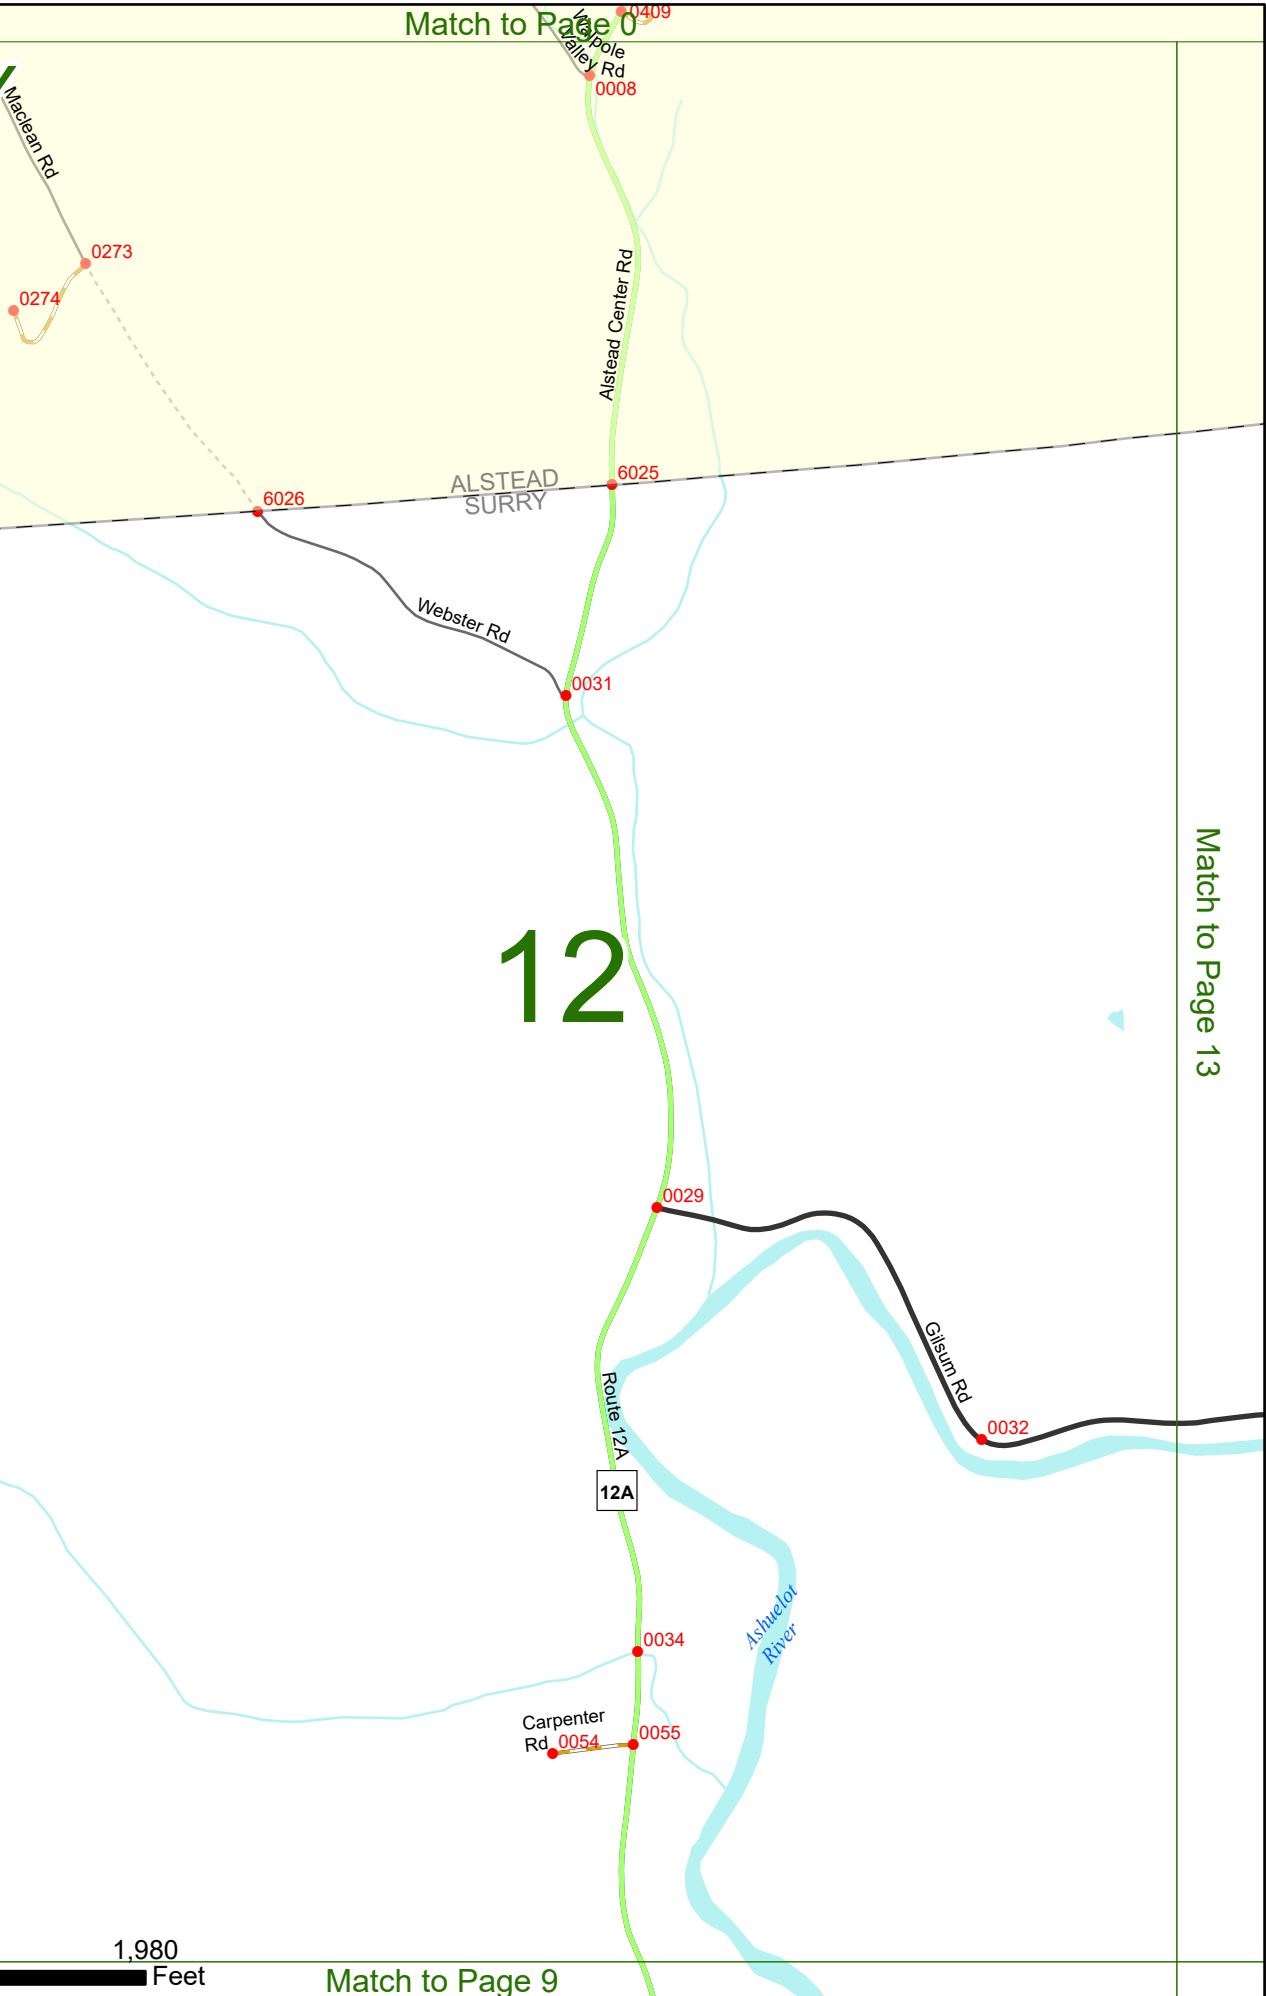 Match to Page 0
0409
Walpole
Valley Rd
0008
Maclean Rd
0273
0274
Alstead Center Rd
ALSTEAD
SURRY
6025
6026
Webster Rd
0031
12
Match to Page 13
0029
Gilsum Rd
0032
Route 12A
12A
Ashuelot
River
0034
Carpenter
Rd
0054
0055
1,980
Feet
Match to Page 9